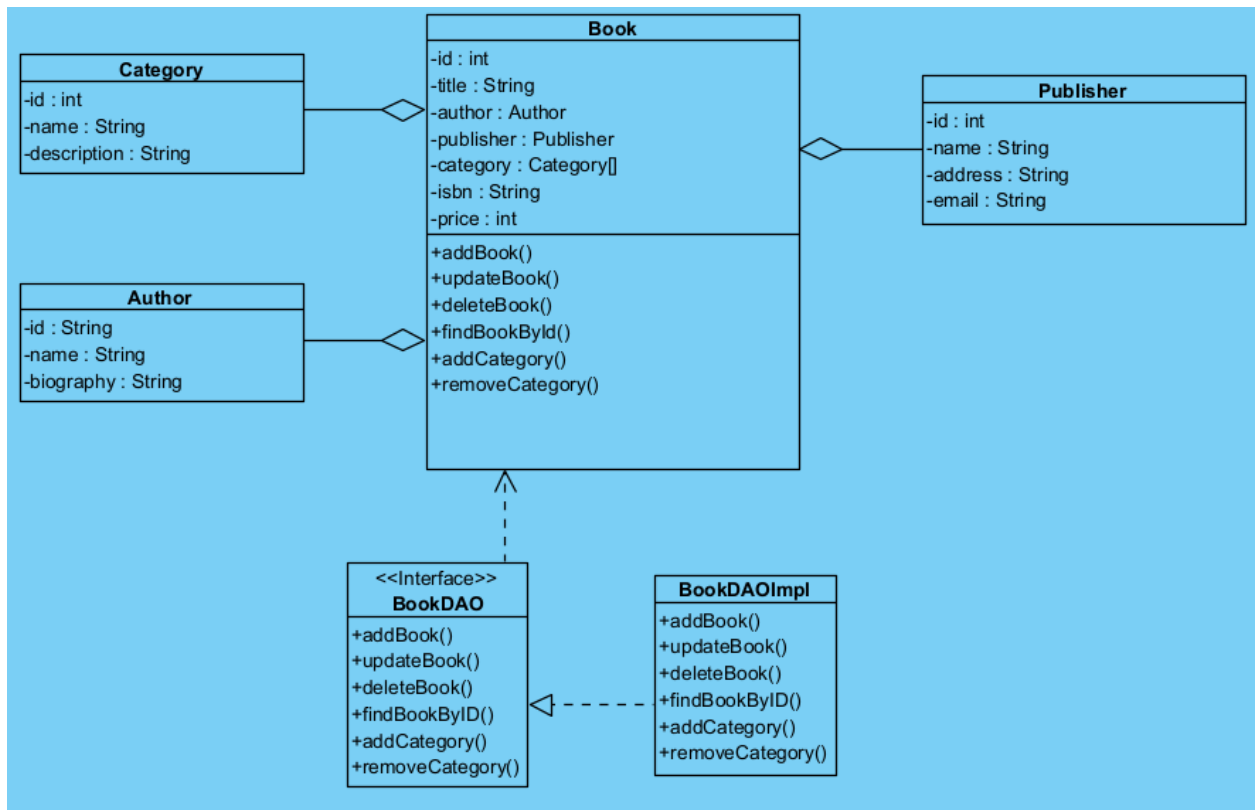 Category
-id : int
-name : String
-description : String
Author
-id : String
-name : String
-biography : String
Book
-id : int
-title : String
-author : Author
-publisher : Publisher
-category : Category[]
-isbn : String
-price : int
+addBook()
+updateBook()
+deleteBook()
+findBookById()
+addCategory()
+removeCategory()
Publisher
-id : int
-name : String
-address : String
-email : String
<<Interface>>
BookDAO
+addBook()
+updateBook()
+deleteBook()
+findBookByID()
+addCategory()
+removeCategory()
BookDAOImpl
+addBook()
+updateBook()
+deleteBook()
+findBookByID()
+addCategory()
+removeCategory()